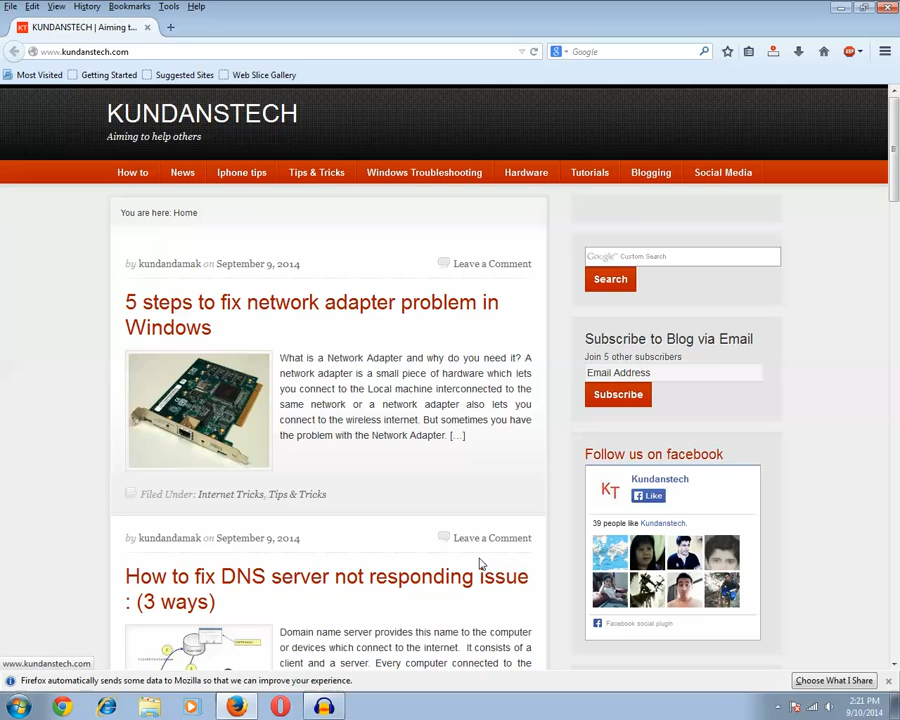 File Edit View History Bookmarks Tools Help
KT KUNDANSTECH | Aiming t...
www.kundanstech.com
Google
Most Visited Getting Started Suggested Sites Web Slice Gallery
KUNDANSTECH
Aiming to help others
How to News Iphone tips Tips & Tricks Windows Troubleshooting Hardware Tutorials Blogging Social Media
You are here: Home
by kundandamak on September 9, 2014
Leave a Comment
5 steps to fix network adapter problem in
Windows
What is a Network Adapter and why do you need it? A
network adapter is a small piece of hardware which lets
you connect to the Local machine interconnected to the
same network or a network adapter also lets you
connect to the wireless internet. But sometimes you have
the problem with the Network Adapter. [...]
Filed Under: Internet Tricks, Tips & Tricks
by kundandamak on September 9, 2014
Leave a Comment
How to fix DNS server not responding issue
: (3 ways)
Domain name server provides this name to the computer
or devices which connect to the internet. It consists of
client and a server. Every computer connected to the
Google Custom Search
Search
Subscribe to Blog via Email
Join 5 other subscribers
Email Address
Subscribe
Follow us on facebook
KT
Kundanstech
Like
39 people like Kundanstech.
Facebook social plugin
www.kundanstech.com
Firefox automatically sends some data to Mozilla so that we can improve your experience.
Choose What I Share
2:21 PM
9/10/2014